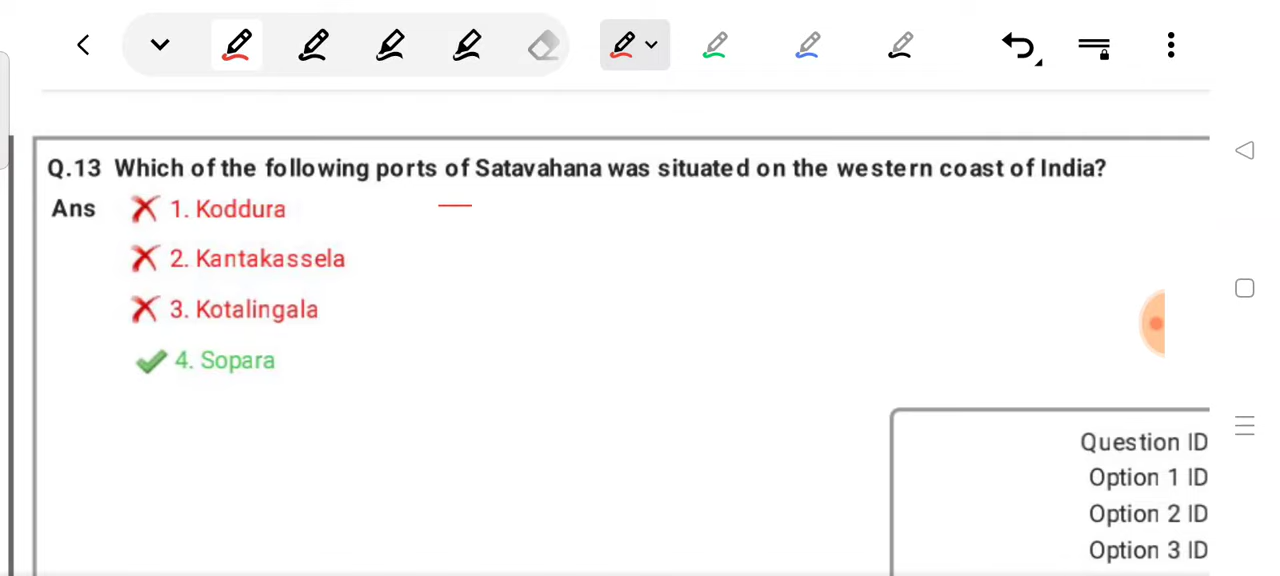 Q.13 Which of the following ports of Satavahana was situated on the western coast of India?
Ans 1. Koddura
2. Kantakassela
3. Kotalingala
4. Sopara
Question ID
Option 1 ID
Option 2 ID
Option 3 ID